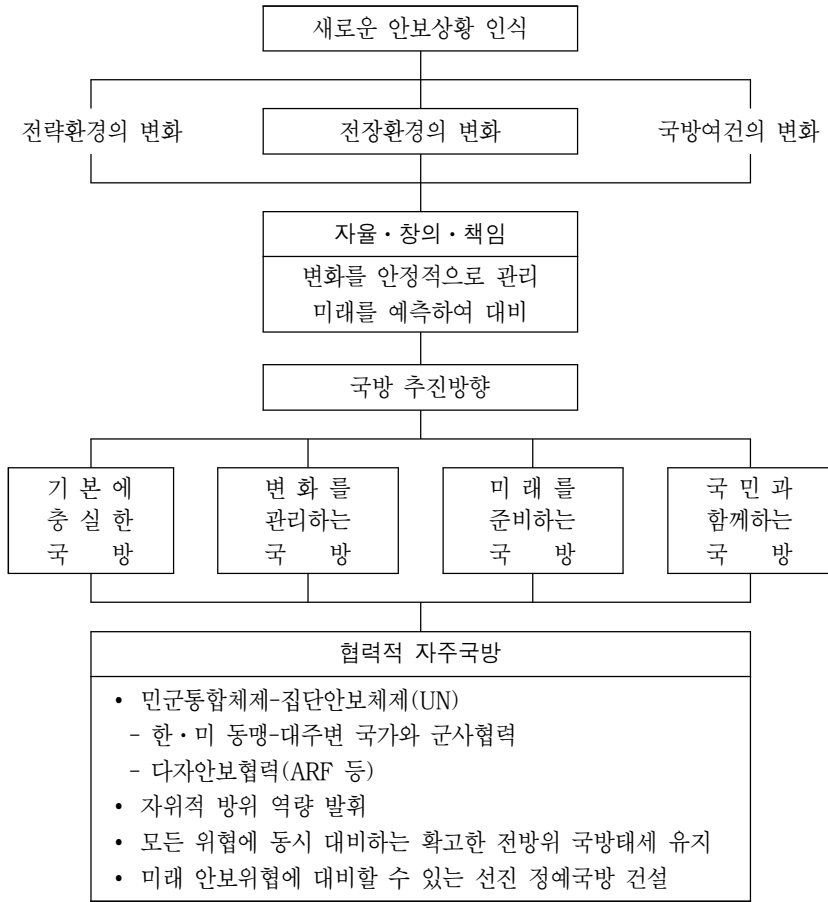 새로운 안보상황 인식
전략환경의 변화
전장환경의 변화
국방여건의 변화
자율·창의·책임
변화를 안정적으로 관리
미래를 예측하여 대비
국방 추진방향
기 본 에
충 실 한
국 방
변 화 를
관리하는
국 방
미 래 를
준비하는
국 방
국 민 과
함께하는
국 방
협력적 자주국방
• 민군통합체제-집단안보체제(UN)
- 한·미 동맹-대주변 국가와 군사협력
- 다자안보협력(ARF 등)
• 자위적 방위 역량 발휘
• 모든 위협에 동시 대비하는 확고한 전방위 국방태세 유지
• 미래 안보위협에 대비할 수 있는 선진 정예국방 건설